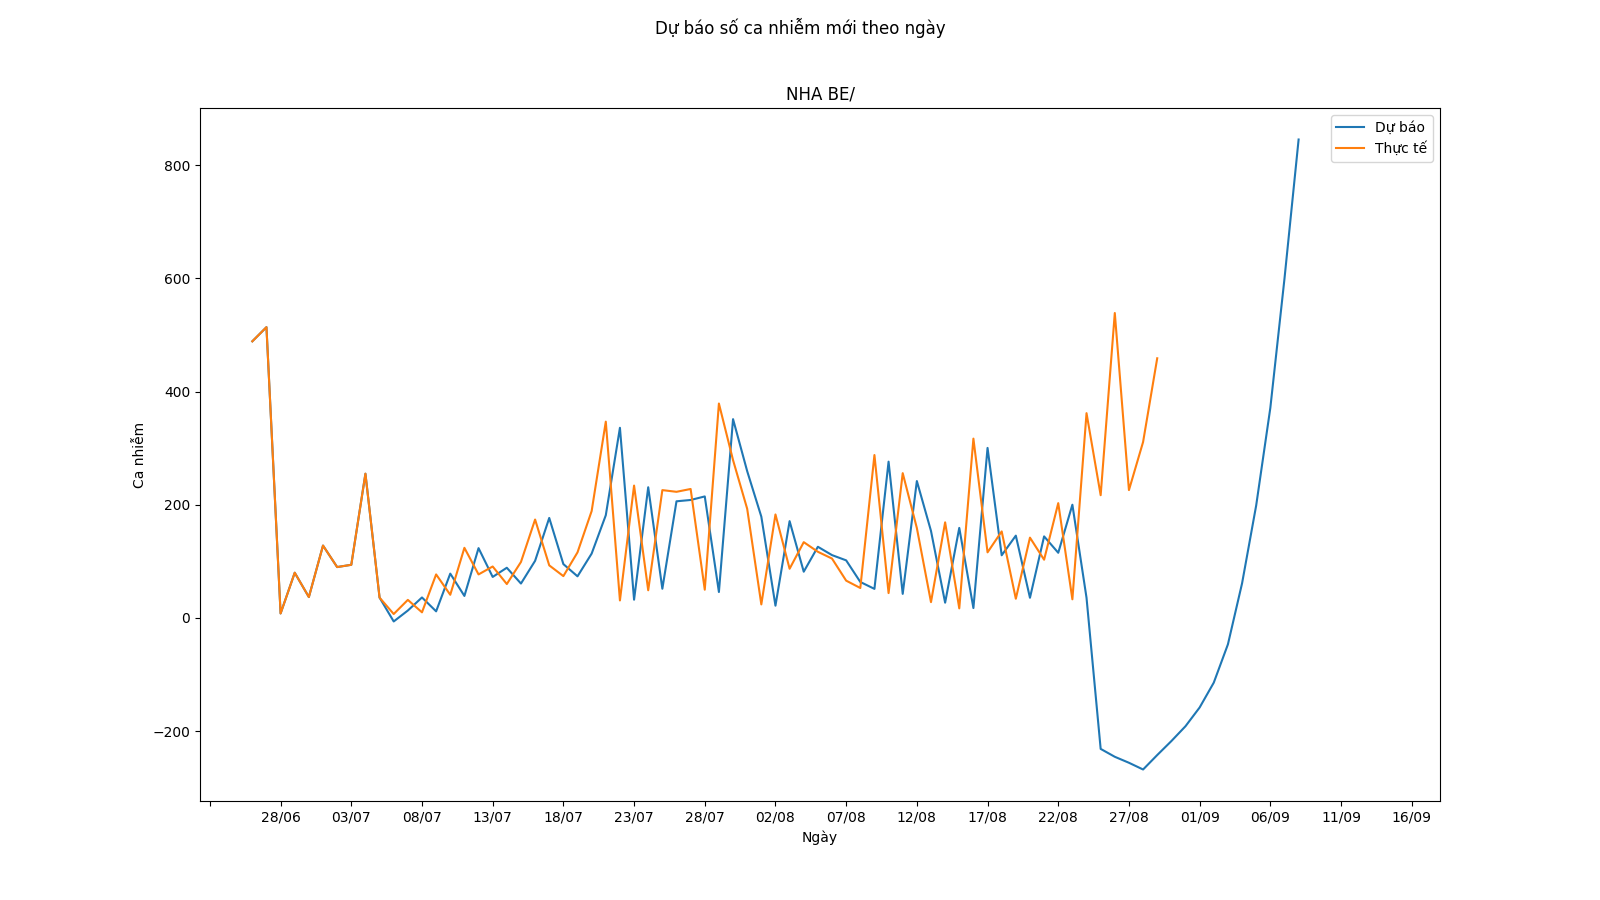 Dự báo số ca nhiễm mới theo ngày
NHA BE/
Dự báo
Thực tế
800
600
400
200
0
−200
Ca nhiễm
28/06 03/07 08/07 13/07 18/07 23/07 28/07 02/08 07/08 12/08 17/08 22/08 27/08 01/09 06/09 11/09 16/09
Ngày